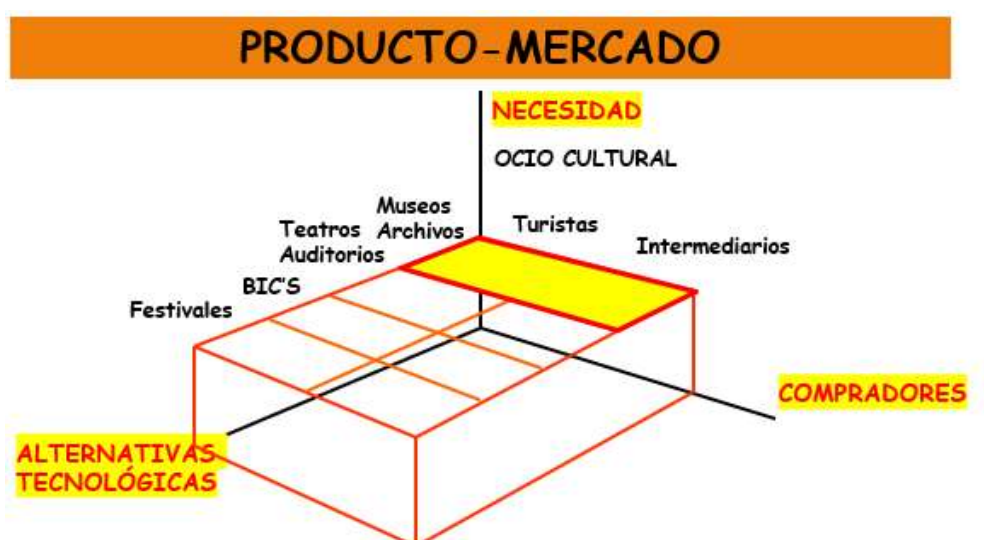 PRODUCTO-MERCADO
NECESIDAD
OCIO CULTURAL
Museos
Archivos
Teatros
Auditorios
BIC'S
Festivales
Turistas
Intermediarios
COMPRADORES
ALTERNATIVAS
TECNOLÓGICAS